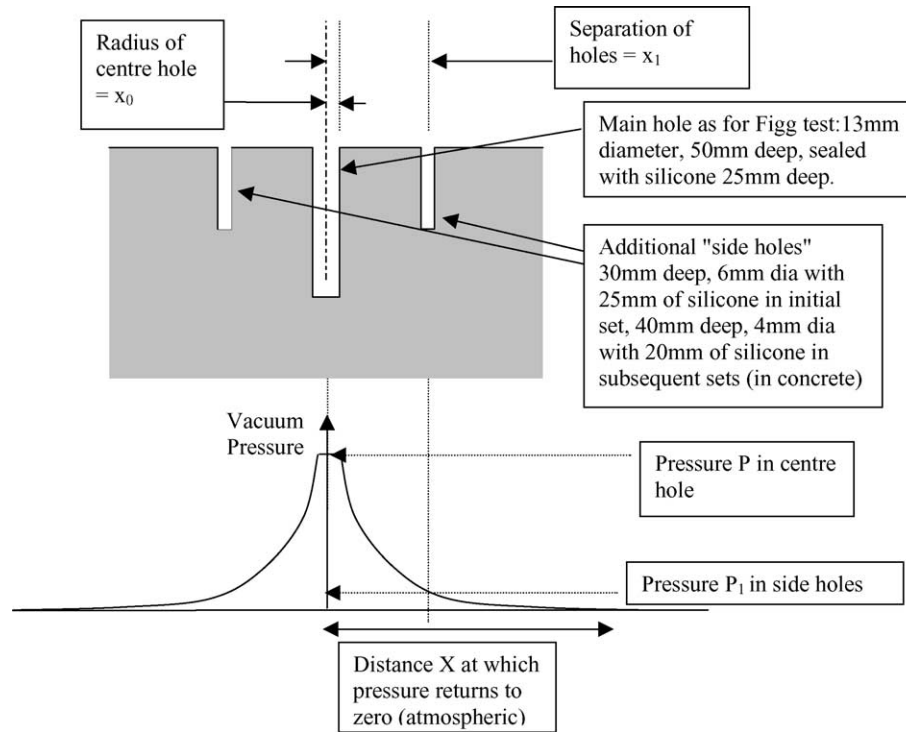 Radius of
centre hole
= x₀
Separation of
holes = x₁
Main hole as for Figg test:13mm
diameter, 50mm deep, sealed
with silicone 25mm deep.
Additional "side holes"
30mm deep, 6mm dia with
25mm of silicone in initial
set, 40mm deep, 4mm dia
with 20mm of silicone in
subsequent sets (in concrete)
Vacuum
Pressure
Pressure P in centre
hole
Pressure P₁ in side holes
Distance X at which
pressure returns to
zero (atmospheric)